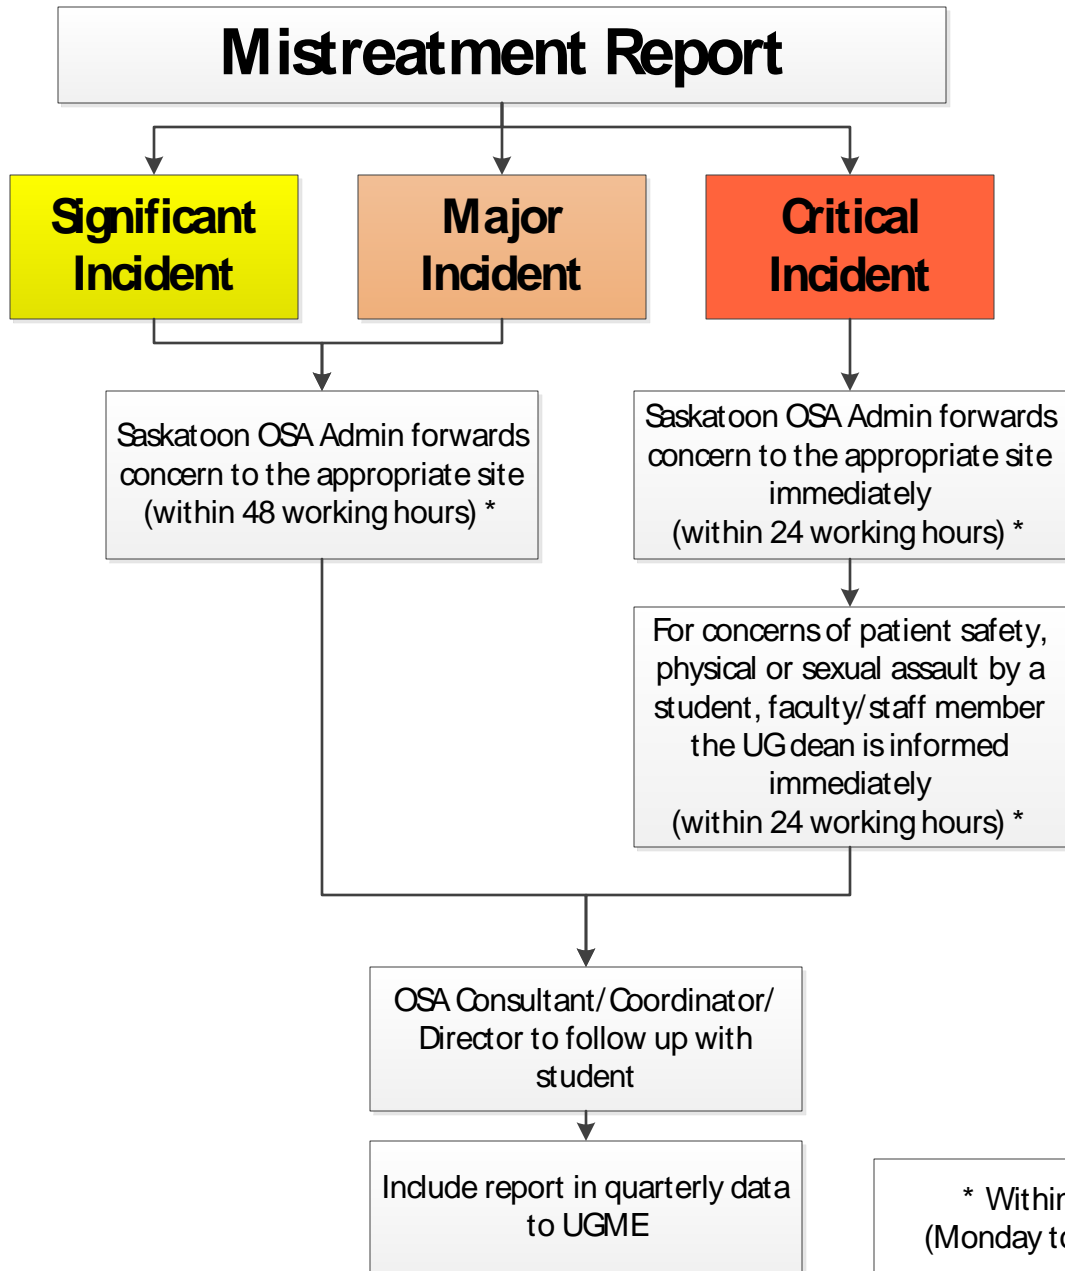 Mistreatment Report
Significant
Incident
Major
Incident
Critical
Incident
Saskatoon OSA Admin forwards
concern to the appropriate site
(within 48 working hours) *
Saskatoon OSA Admin forwards
concern to the appropriate site
immediately
(within 24 working hours) *
For concerns of patient safety,
physical or sexual assault by a
student, faculty/staff member
the UG dean is informed
immediately
(within 24 working hours) *
OSA Consultant/Coordinator/
Director to follow up with
student
Include report in quarterly data
to UGME
* Within
(Monday to